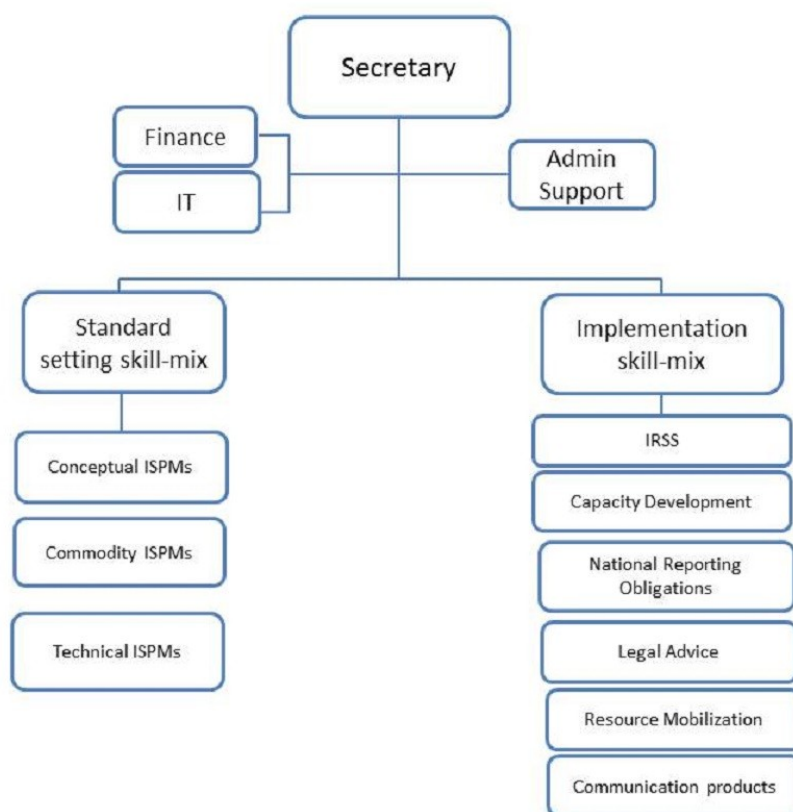 Secretary
Finance
IT
Admin
Support
Standard
setting skill-mix
Conceptual ISPMs
Commodity ISPMs
Technical ISPMs
Implementation
skill-mix
IRSS
Capacity Development
National Reporting
Obligations
Legal Advice
Resource Mobilization
Communication products